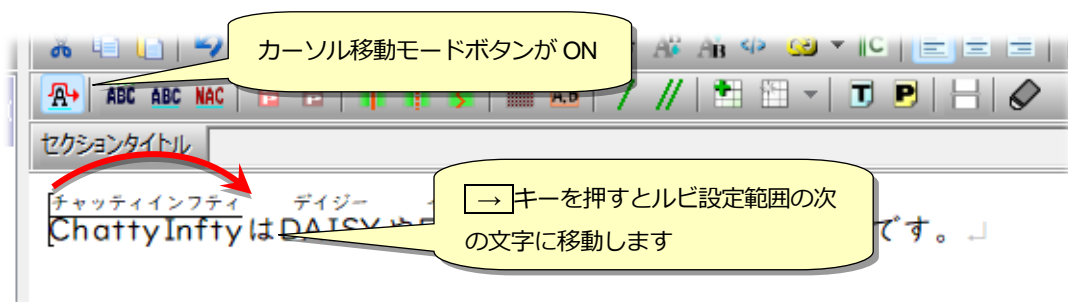 カーソル移動モードボタンが ON
ABC ABC NAC
A,B
T P
セクションタイトル
チャッティインフティ デイジー
ChattyInftyはDAISYや
です。
→ キーを押すとルビ設定範囲の次
の文字に移動します